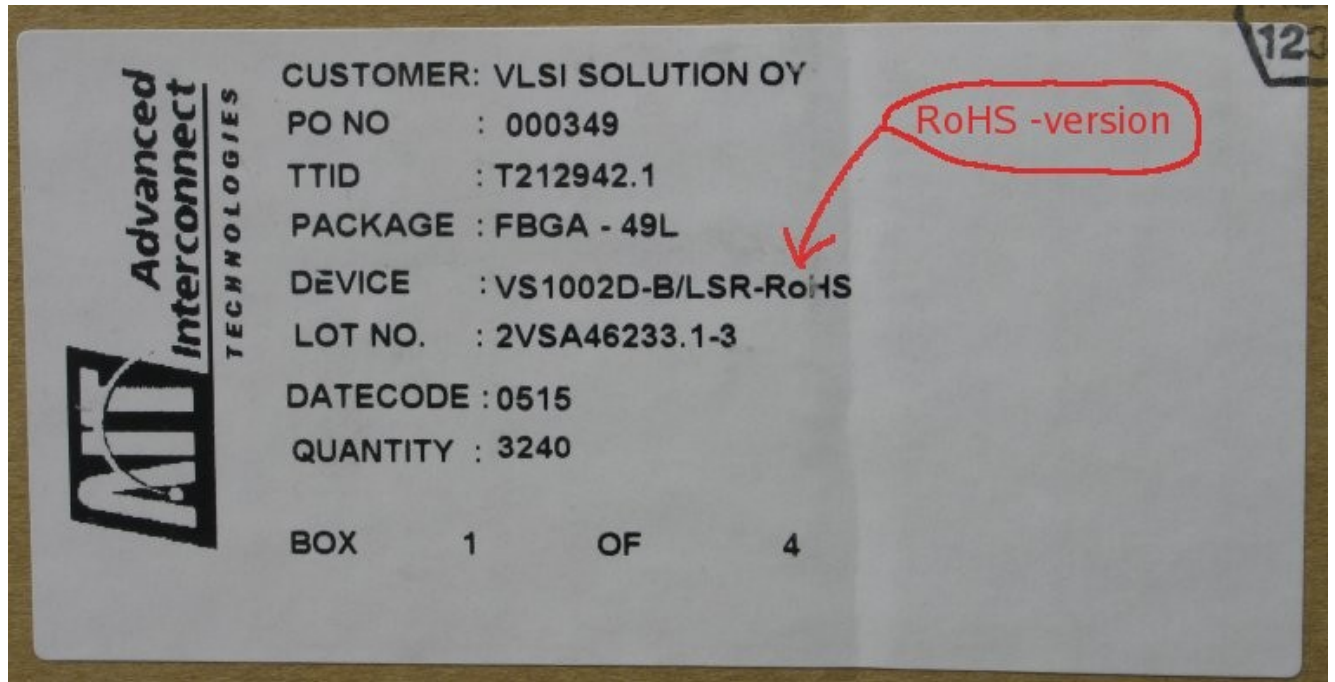 Advanced
Interconnect
TECHNOLOGIES
AIT
CUSTOMER: VLSI SOLUTION OY
PO NO : 000349
TTID : T212942.1
PACKAGE : FBGA - 49L
DEVICE : VS1002D-B/LSR-RoHS
LOT NO. : 2VSA46233.1-3
DATECODE : 0515
QUANTITY : 3240
BOX 1 OF 4
RoHS -version